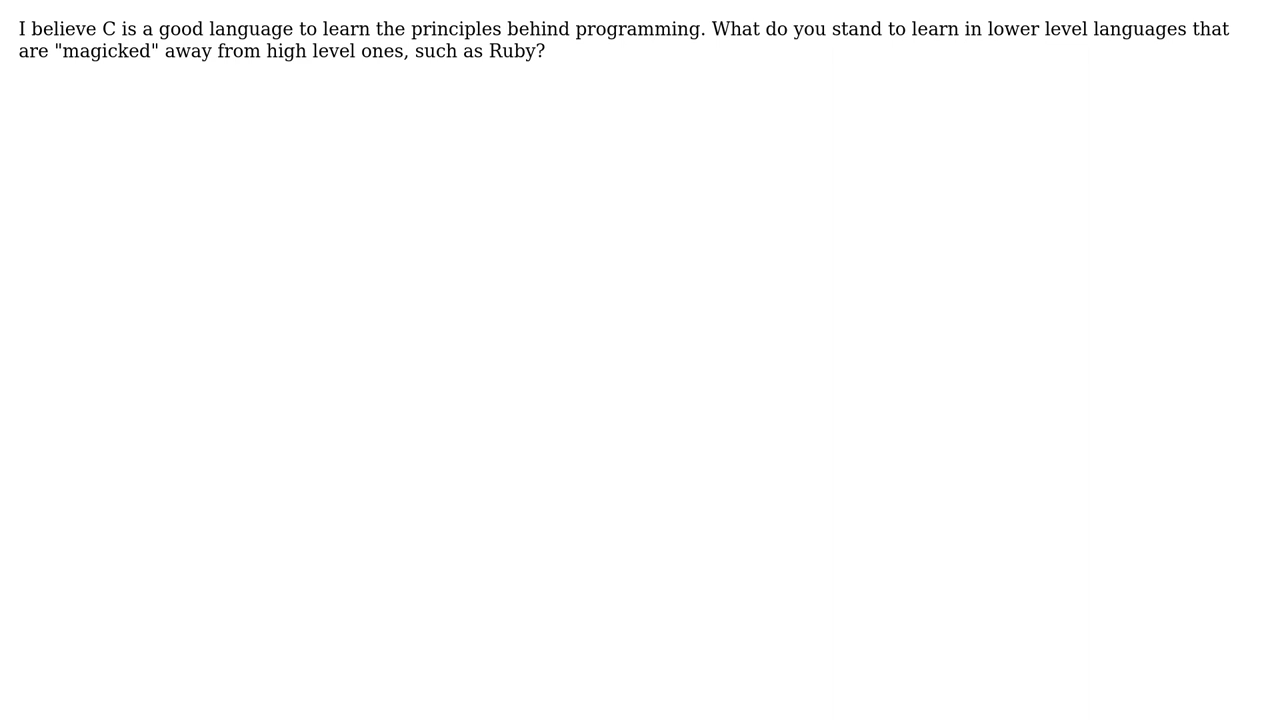 I believe C is a good language to learn the principles behind programming. What do you stand to learn in lower level languages that
are "magicked" away from high level ones, such as Ruby?